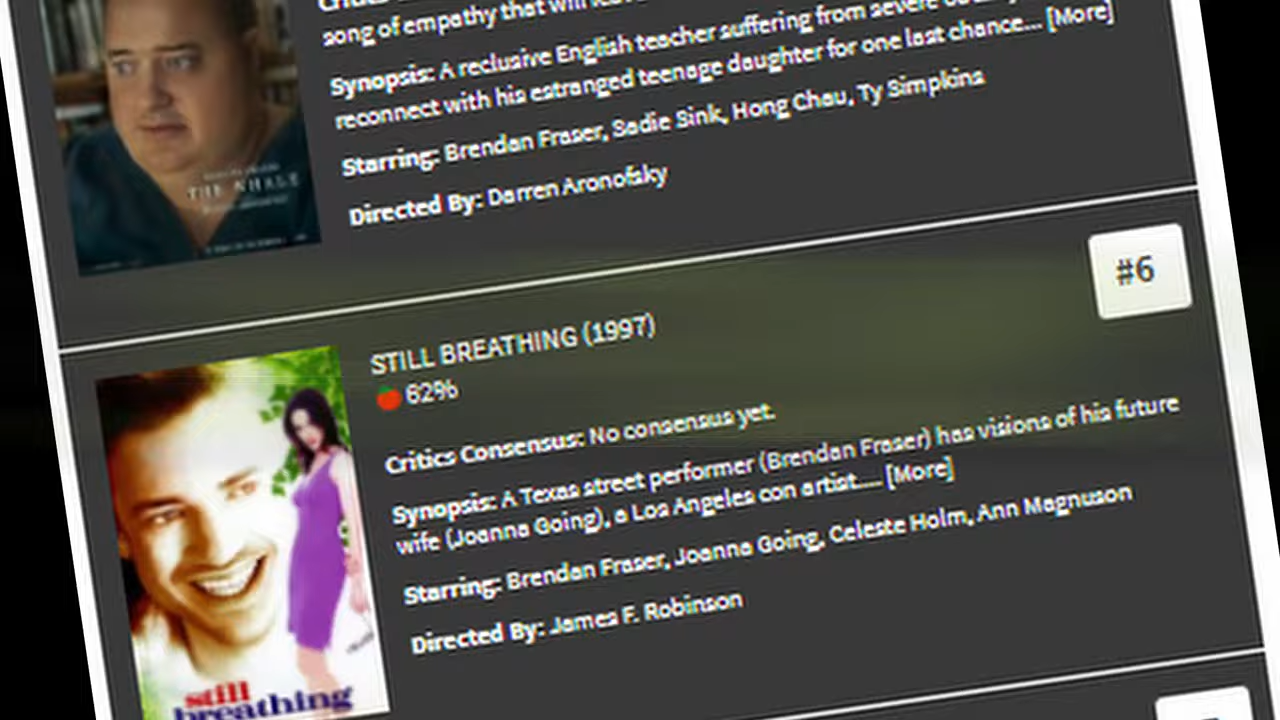 song of empathy that will
Synopsis: A reclusive English teacher suffering from severe
reconnect with his estranged teenage daughter for one last chance... [More]
Starring: Brendan Fraser, Sadie Sink, Hong Chau, Ty Simpkins
Directed By: Darren Aronofsky
THE WHALE
#6
STILL BREATHING (1997)
62%
Critics Consensus: No consensus yet.
Synopsis: A Texas street performer (Brendan Fraser) has visions of his future
wife (Joanna Going), a Los Angeles con artist.... [More]
Starring: Brendan Fraser, Joanna Going, Celeste Holm, Ann Magnuson
Directed By: James F. Robinson
still
breathing